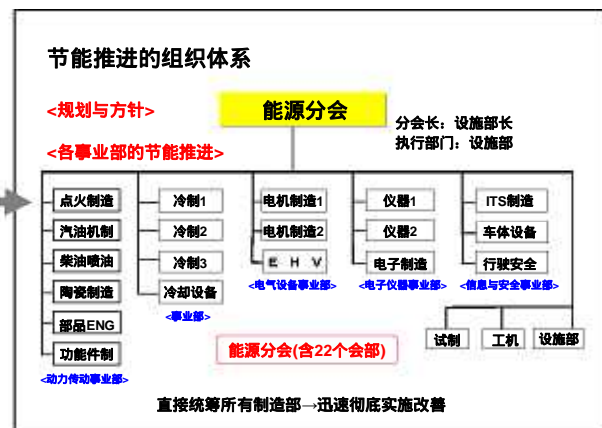 节能推进的组织体系
<规划与方针>
能源分会
分会长：设施部长
执行部门：设施部
<各事业部的节能推进>
点火制造
冷制1
电机制造1
仪器1
ITS制造
汽油机制
冷制2
电机制造2
仪器2
车体设备
柴油喷油
冷制3
E H V
电子制造
行驶安全
<电气设备事业部>
<电子仪器事业部>
<信息与安全事业部>
陶瓷制造
冷却设备
<事业部>
部品ENG
试制
工机
设施部
功能件制
能源分会(含22个会部)
<动力传动事业部>
直接统筹所有制造部→迅速彻底实施改善